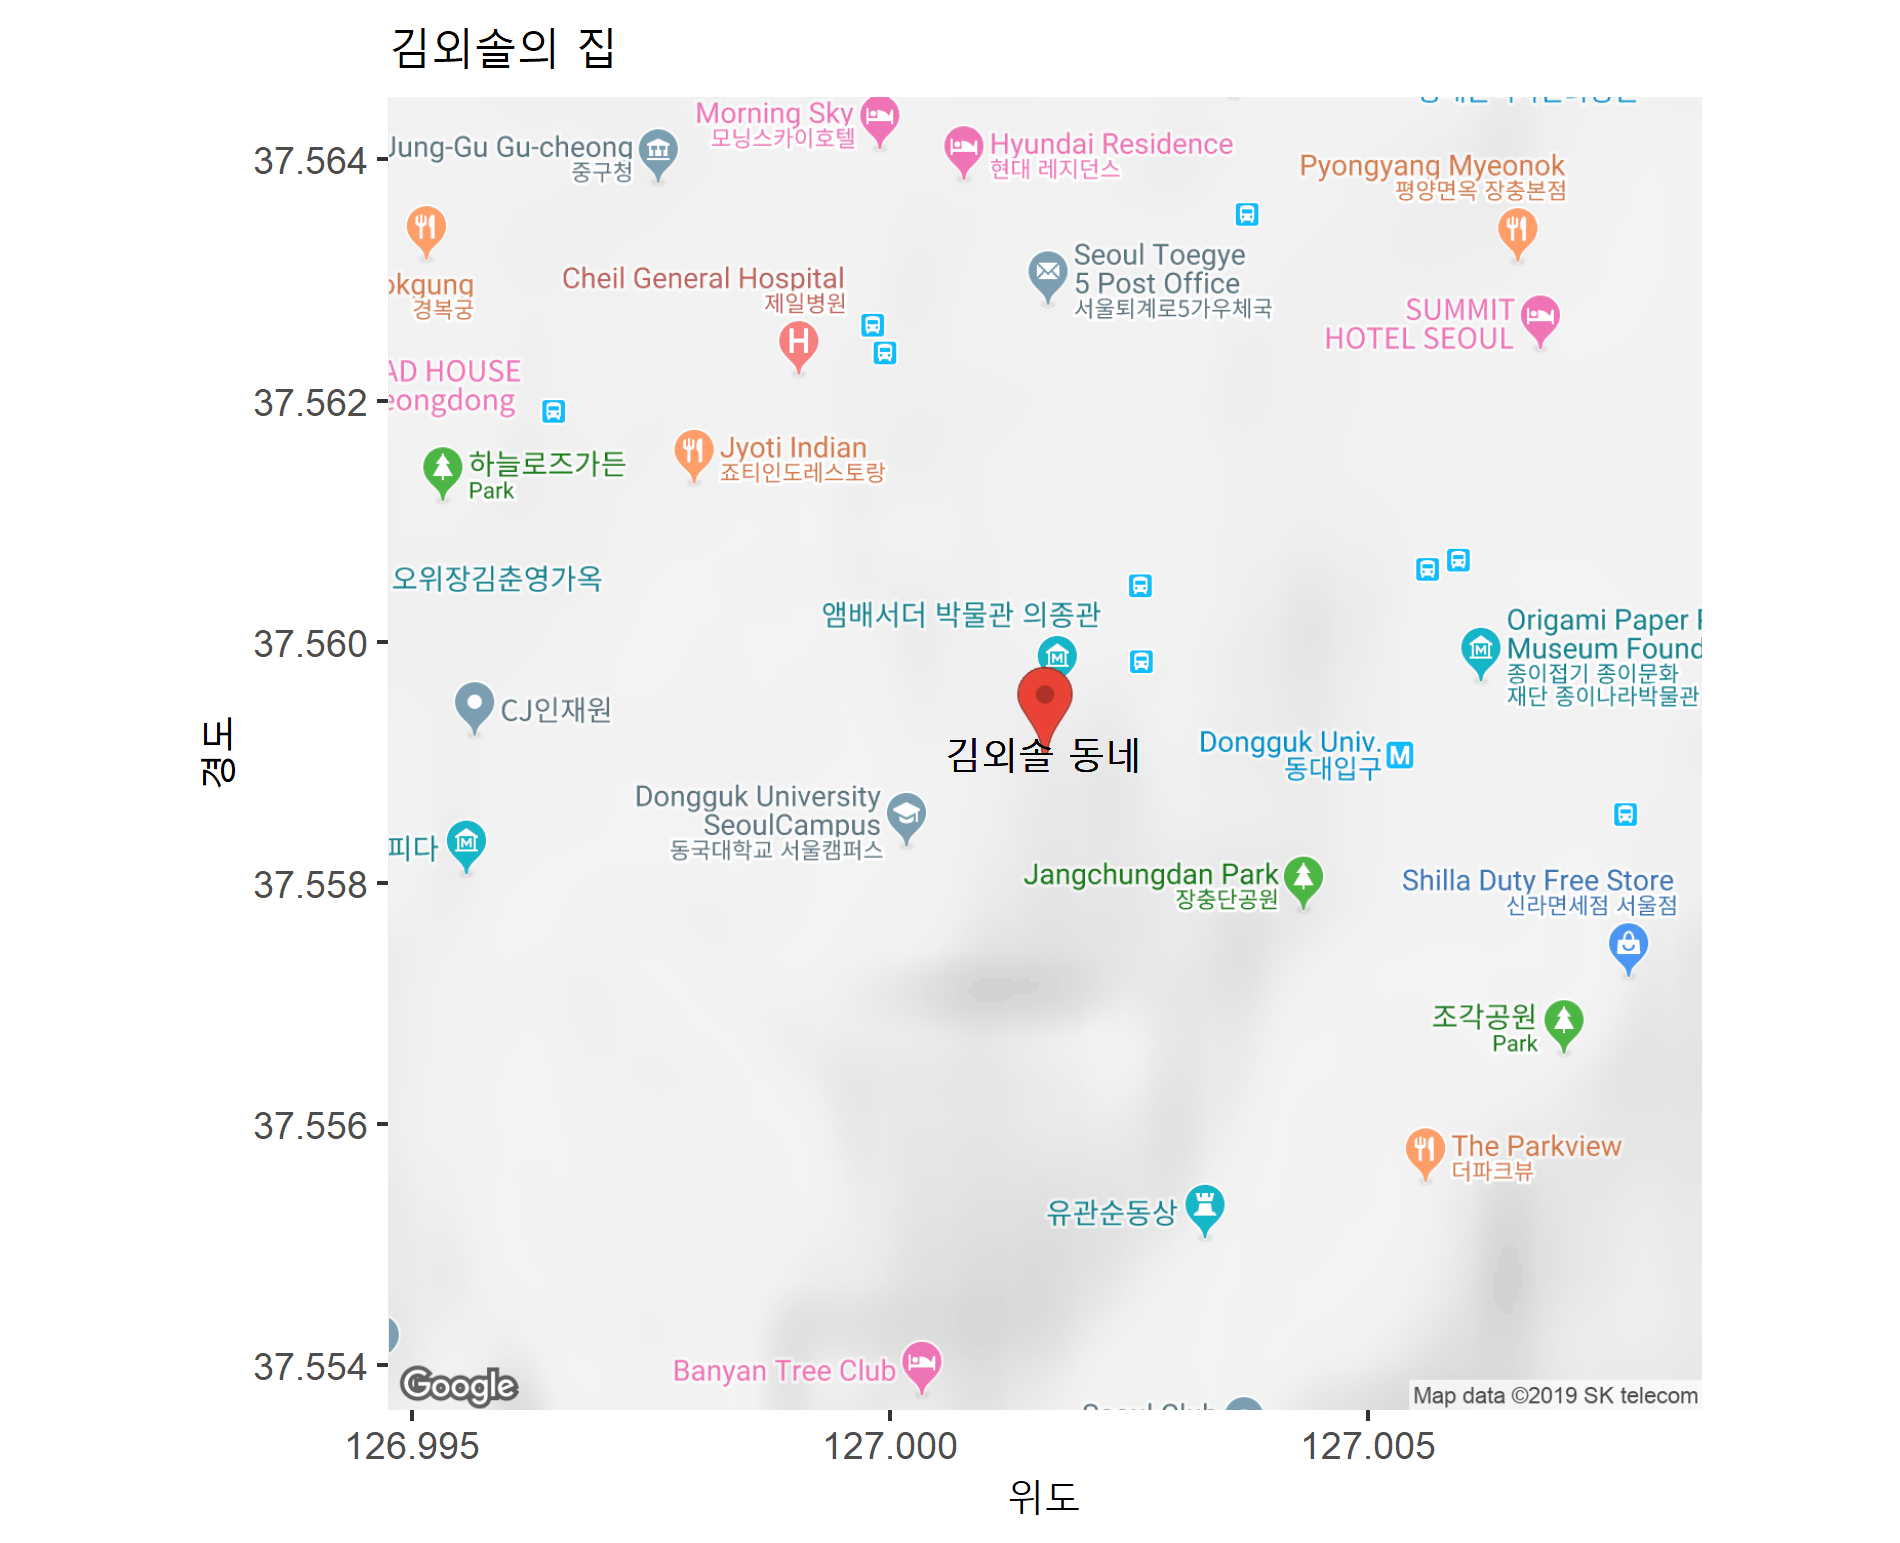 김외솔의 집
Morning Sky
모닝스카이호텔
Jung-Gu Gu-cheong
중구청
Hyundai Residence
현대 레지던스
Pyongyang Myeonok
평양면옥 장충본점
37.564
okgung
경복궁
Cheil General Hospital
제일병원
Seoul Toegye
5 Post Office
서울퇴계로5가우체국
SUMMIT
HOTEL SEOUL
AD HOUSE
eongdong
37.562
하늘로즈가든
Park
Jyoti Indian
죠티인도레스토랑
오위장김춘영가옥
앰배서더 박물관 의종관
37.560
Origami Paper
Museum Found
종이접기 종이문화
재단 종이나라박물관
CJ인재원
김외솔 동네
Dongguk Univ.
동대입구
M
경도
Dongguk University
SeoulCampus
동국대학교 서울캠퍼스
피다
37.558
Jangchungdan Park
장충단공원
Shilla Duty Free Store
신라면세점 서울점
조각공원
Park
37.556
The Parkview
더파크뷰
유관순동상
37.554
Banyan Tree Club
Google
Map data ©2019 SK telecom
126.995
127.000
127.005
위도